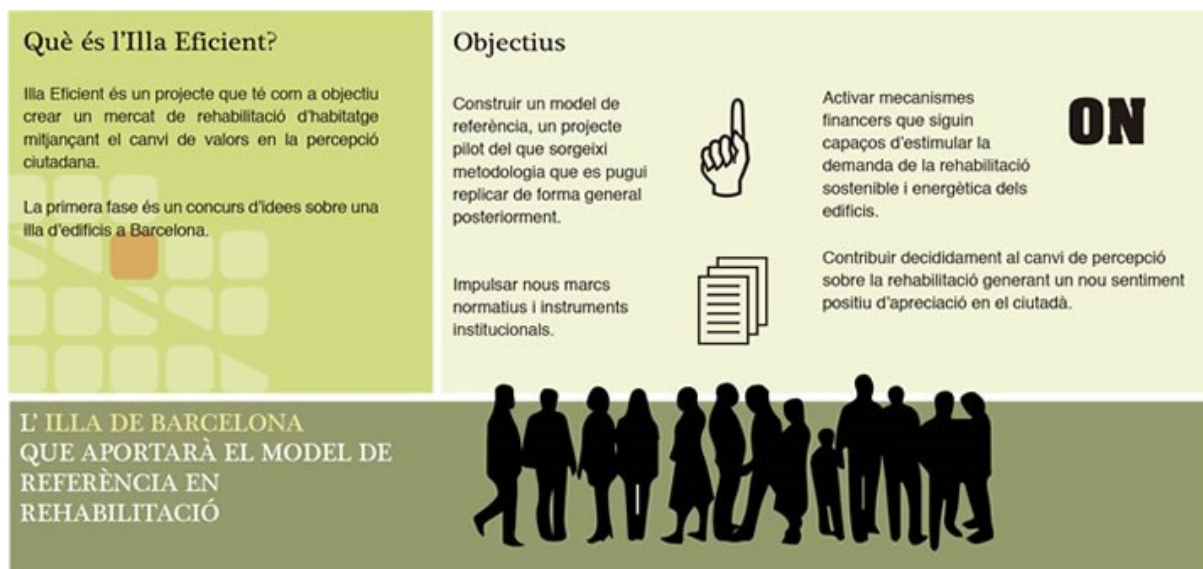 Què és l'Illa Eficient?
Illa Eficient és un projecte que té com a objectiu
crear un mercat de rehabilitació d'habitatge
mitjançant el canvi de valors en la percepció
ciutadana.
La primera fase és un concurs d'idees sobre una
illa d'edificis a Barcelona.
Objectius
Construir un model de
referència, un projecte
pilot del que sorgeixi
metodologia que es pugui
replicar de forma general
posteriorment.
Impulsar nous marcs
normatius i instruments
institucionals.
Activar mecanismes
financers que siguin
capaços d'estimular la
demanda de la rehabilitació
sostenible i energètica dels
edificis.
ON
Contribuir decididament al canvi de percepció
sobre la rehabilitació generant un nou sentiment
positiu d'apreciació en el ciutadà.
L' ILLA DE BARCELONA
QUE APORTARÀ EL MODEL DE
REFERÈNCIA EN
REHABILITACIÓ